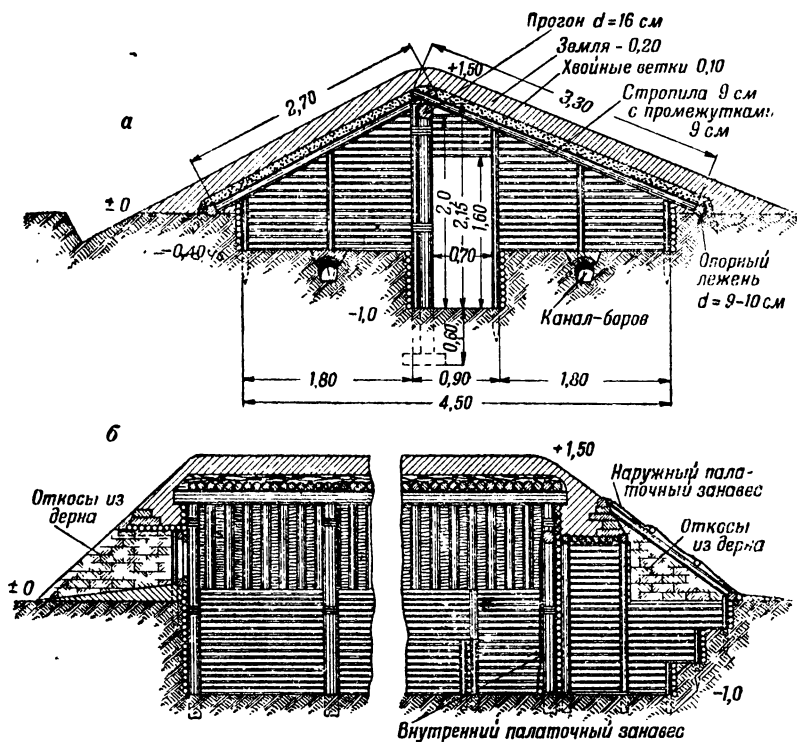 Прогон d=16 см
Земля - 0,20
Хвойные ветки 0,10
Стропила 9 см
с промежутками
9 см
+1,50
2,70
3,30
а
±0
-0,40
2,0
2,15
1,60
0,70
Опорный
лежень
d=9-10 см
-1,0
Канал-боров
0,60
1,80
0,90
1,80
4,50
б
+1,50
Наружный пала-
точный занавес
Откосы из
дерна
Откосы
из дерна
±0
-1,0
Внутренний палаточный занавес